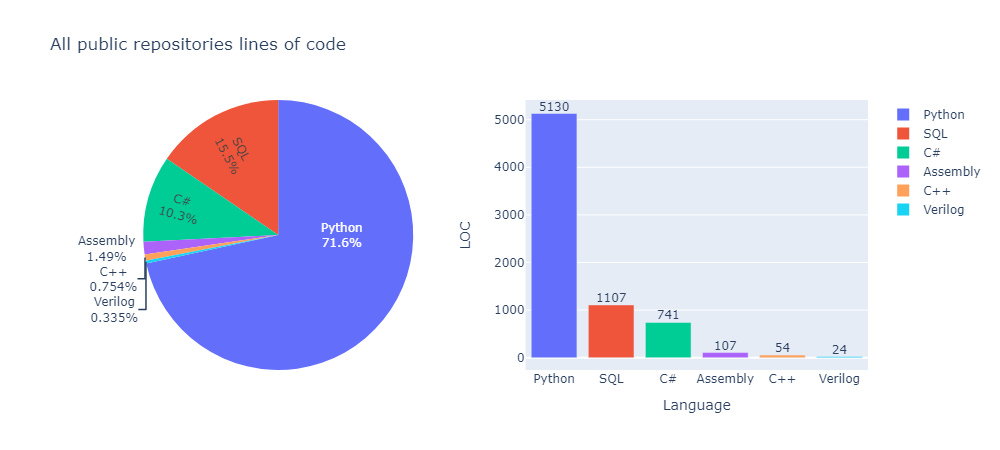 All public repositories lines of code
SQL
15.5%
C#
10.3%
Python
71.6%
Assembly
1.49%
C++
0.754%
Verilog
0.335%
LOC
5000
4000
3000
2000
1000
0
5130
1107
741
107
54
24
Python
SQL
C#
Assembly
C++
Verilog
Language
Python
SQL
C#
Assembly
C++
Verilog